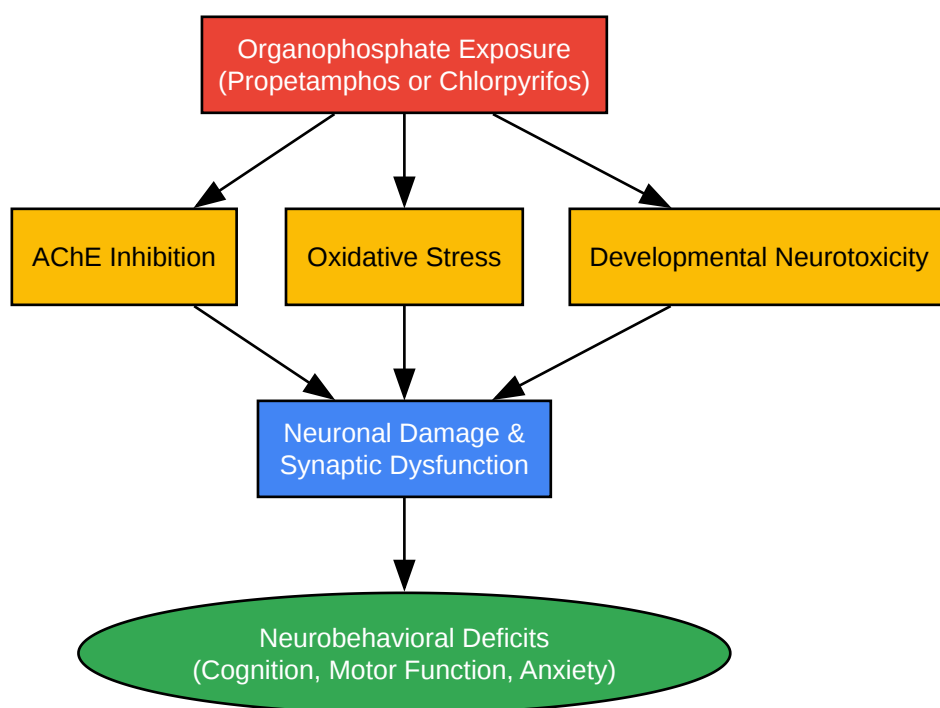 Organophosphate Exposure
(Propetamphos or Chlorpyrifos)
AChE Inhibition
Oxidative Stress
Developmental Neurotoxicity
Neuronal Damage &
Synaptic Dysfunction
Neurobehavioral Deficits
(Cognition, Motor Function, Anxiety)